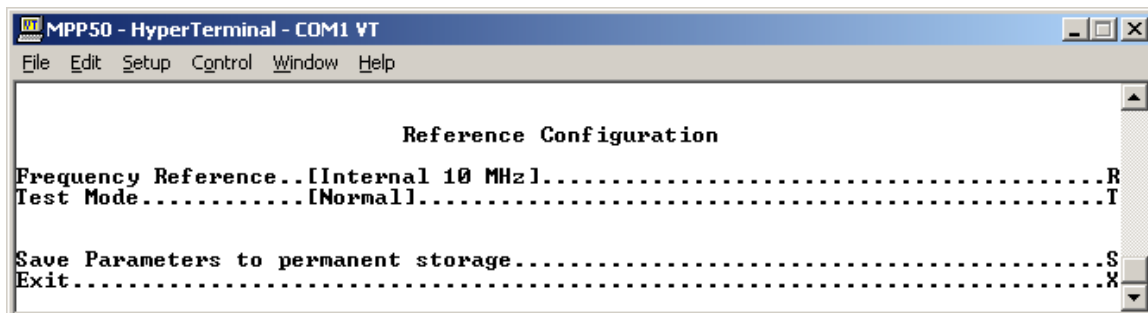 MPP50 - HyperTerminal - COM1 VT
File Edit Setup Control Window Help
Reference Configuration
Frequency Reference..[Internal 10 MHz]....................................................................R
Test Mode............[Normal].............................................................................T
Save Parameters to permanent storage......................................................................S
Exit......................................................................................................X